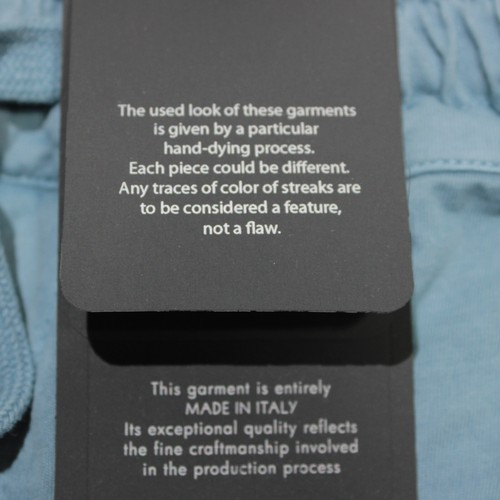 The used look of these garments
is given by a particular
hand-dying process.
Each piece could be different.
Any traces of color of streaks are
to be considered a feature,
not a flaw.
This garment is entirely
MADE IN ITALY
Its exceptional quality reflects
the fine craftmanship involved
in the production process